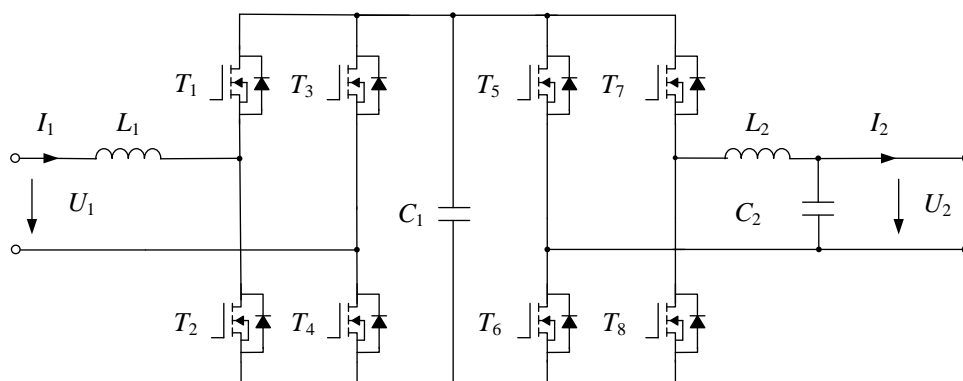 T₁ T₃ T₅ T₇
I₁ L₁ L₂ I₂
U₁ C₁ C₂ U₂
T₂ T₄ T₆ T₈